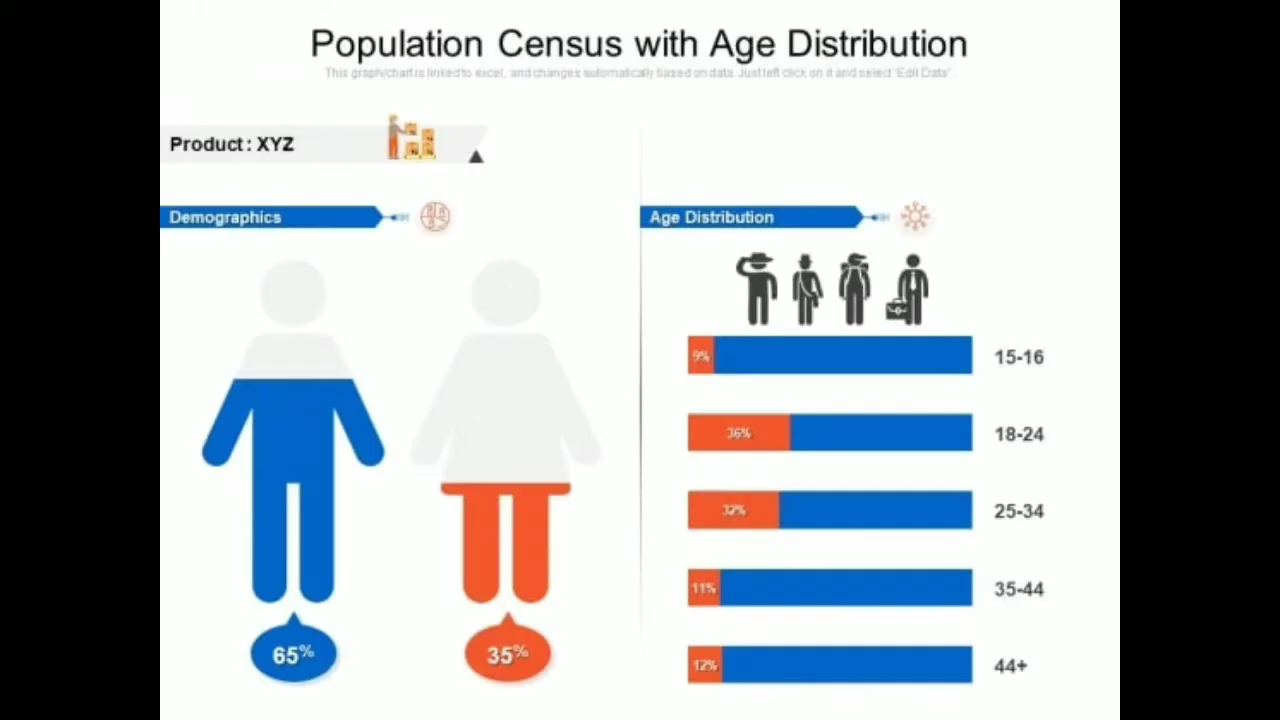 Population Census with Age Distribution
This graph/chart is linked to excel, and changes automatically based on data. Just left click on it and select "Edit Data".
Product : XYZ
Demographics
65%
35%
Age Distribution
9% 15-16
36% 18-24
32% 25-34
11% 35-44
12% 44+